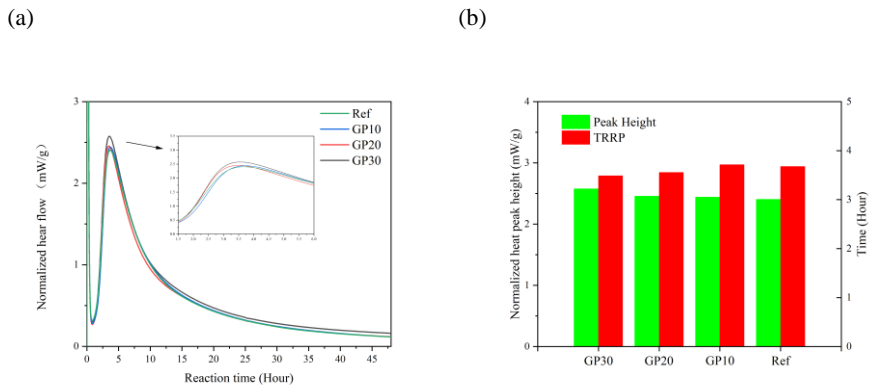 (a)
(b)
Normalized hear flow （mW/g）
3
2
1
0
0
5
10
15
20
25
30
35
40
45
Reaction time (Hour)
Ref
GP10
GP20
GP30
Normalized heat peak height (mW/g)
4
3
2
1
0
Peak Height
TRRP
GP30
GP20
GP10
Ref
5
4
3
2
1
0
Time (Hour)